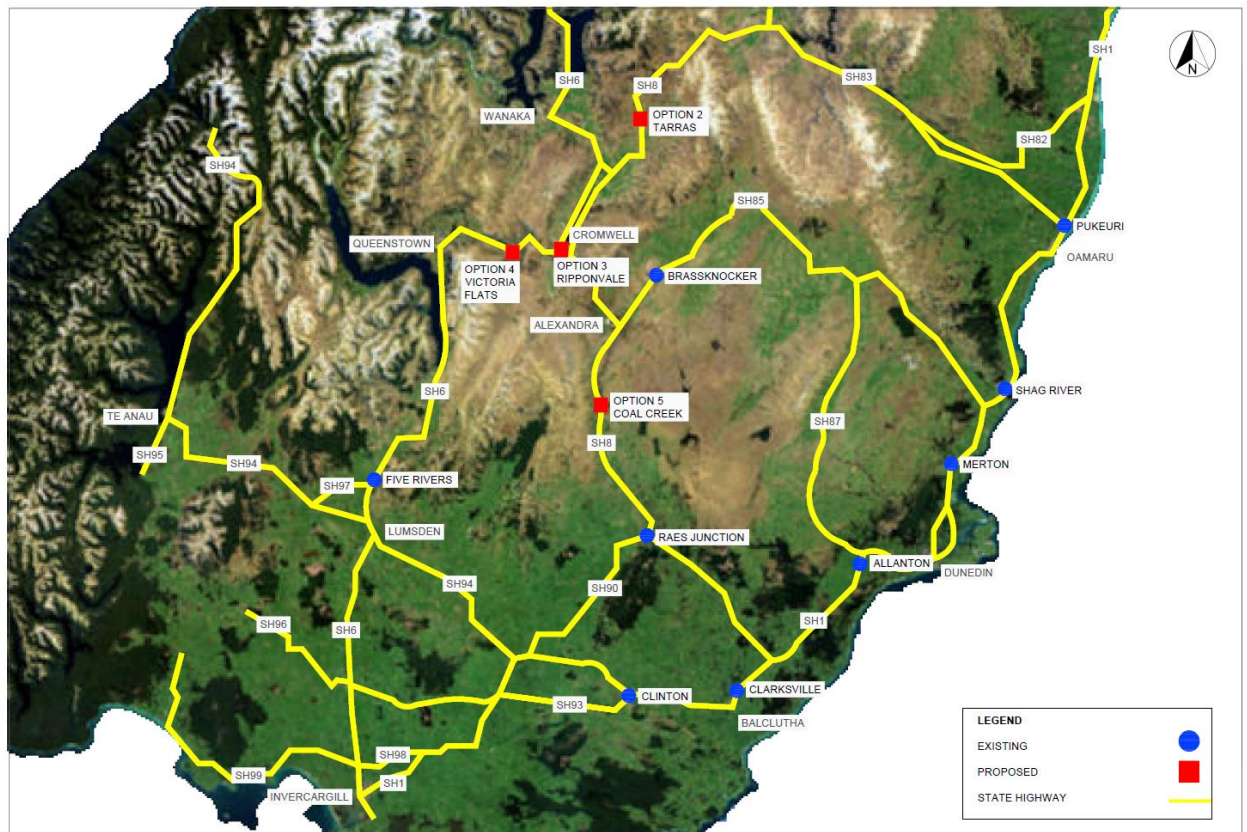 SH1
N
SH6
SH8
SH83
WANAKA
OPTION 2
TARRAS
SH82
SH94
SH85
QUEENSTOWN
CROMWELL
PUKEURI
OPTION 4
VICTORIA
FLATS
OPTION 3
RIPPONVALE
OAMARU
BRASSKNOCKER
ALEXANDRA
SH6
SHAG RIVER
OPTION 5
COAL CREEK
TE ANAU
SH87
SH8
SH95
SH94
MERTON
SH97
FIVE RIVERS
LUMSDEN
RAES JUNCTION
ALLANTON
DUNEDIN
SH94
SH90
SH96
SH6
SH1
CLINTON
CLARKSVILLE
SH93
BALCLUTHA
SH98
SH99
SH1
INVERCARGILL
LEGEND
EXISTING
PROPOSED
STATE HIGHWAY